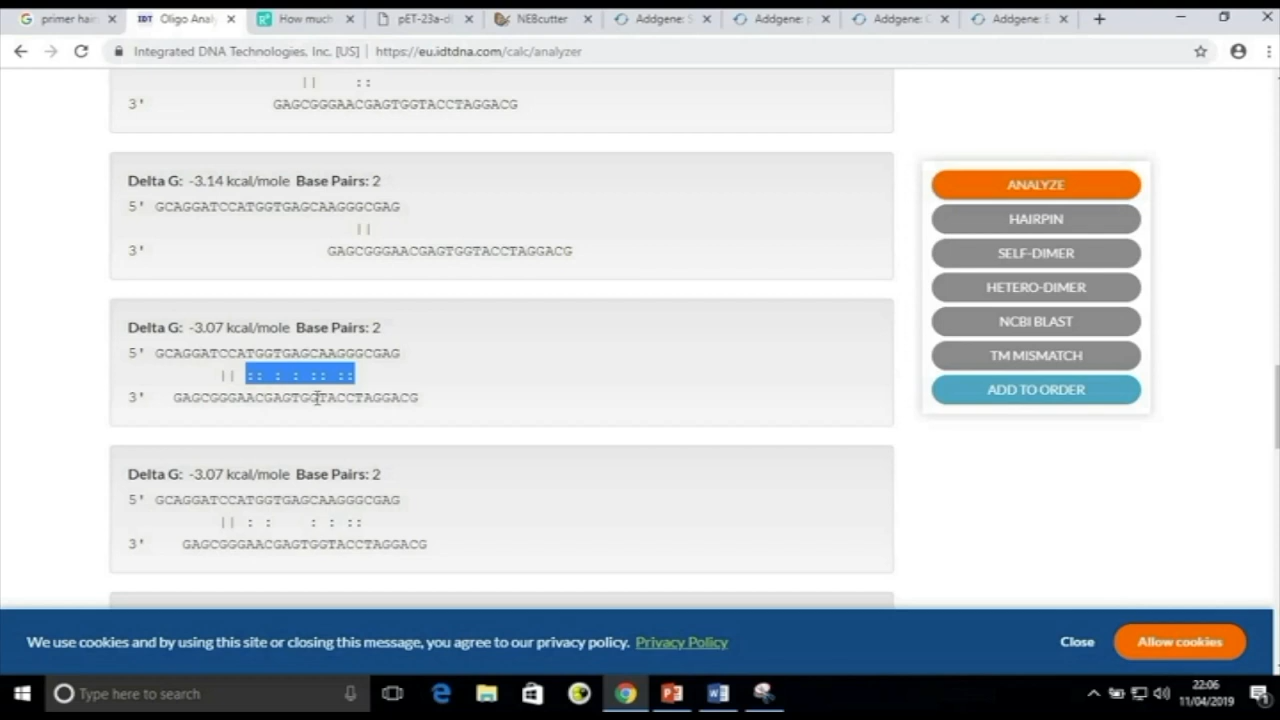 primer hair
IDT Oligo Anal
How much
pET-23a-d
NEBcutter
Addgene: S
Addgene: p
Addgene: C
Addgene: E
Integrated DNA Technologies, Inc. [US] | https://eu.idtdna.com/calc/analyzer
|| ::
3' GAGCGGGAACGAGTGGTACCTAGGACG
Delta G: -3.14 kcal/mole Base Pairs: 2
5' GCAGGATCCATGGTGAGCAAGGGCGAG
||
3' GAGCGGGAACGAGTGGTACCTAGGACG
Delta G: -3.07 kcal/mole Base Pairs: 2
5' GCAGGATCCATGGTGAGCAAGGGCGAG
|| :: : : :: ::
3' GAGCGGGAACGAGTGGTACCTAGGACG
Delta G: -3.07 kcal/mole Base Pairs: 2
5' GCAGGATCCATGGTGAGCAAGGGCGAG
|| : : : : ::
3' GAGCGGGAACGAGTGGTACCTAGGACG
ANALYZE
HAIRPIN
SELF-DIMER
HETERO-DIMER
NCBI BLAST
TM MISMATCH
ADD TO ORDER
We use cookies and by using this site or closing this message, you agree to our privacy policy. Privacy Policy
Close
Allow cookies
Type here to search
22:06
11/04/2019